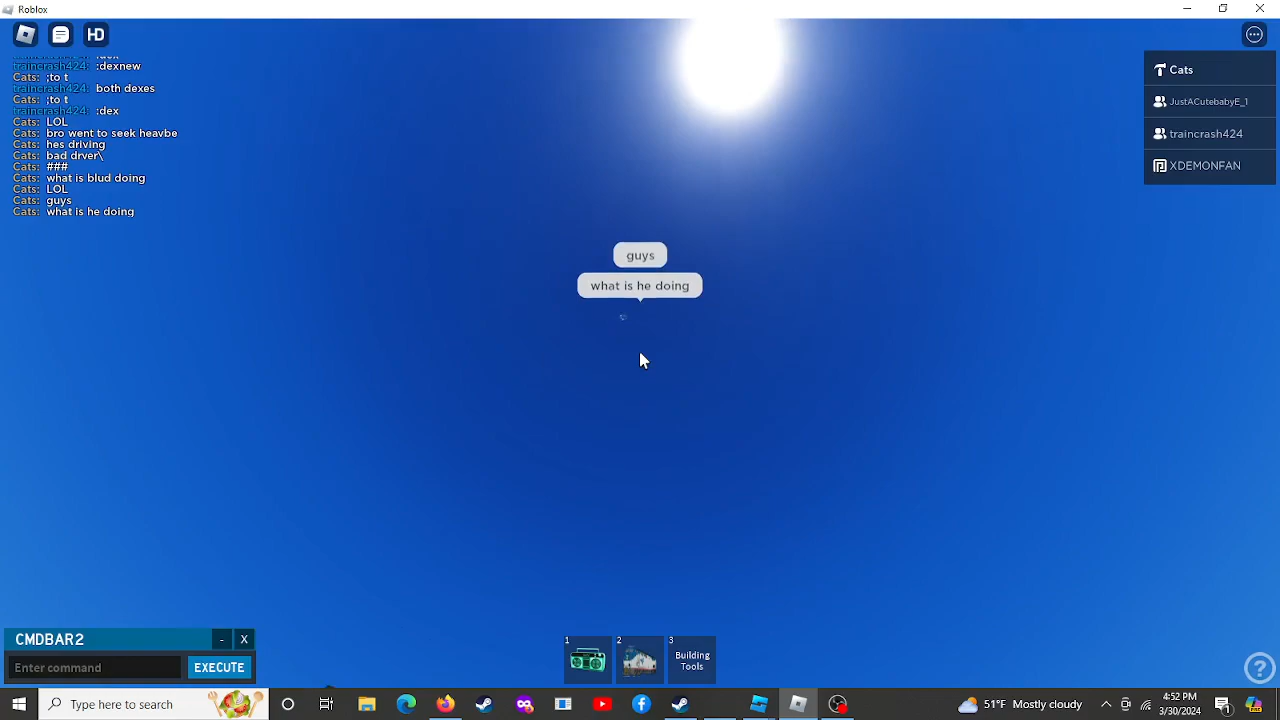 Roblox
HD
traincrash424: :dex
traincrash424: :dexnew
Cats: ;to t
traincrash424: both dexes
Cats: ;to t
traincrash424: :dex
Cats: LOL
Cats: bro went to seek heavbe
Cats: hes driving
Cats: bad drver\
Cats: ###
Cats: what is blud doing
Cats: LOL
Cats: guys
Cats: what is he doing
Cats
JustACutebabyE_1
traincrash424
XDEMONFAN
guys
what is he doing
CMDBAR2
-
X
Enter command
EXECUTE
1
2
3
Building
Tools
?
Type here to search
51°F Mostly cloudy
4:52 PM
3/30/2024